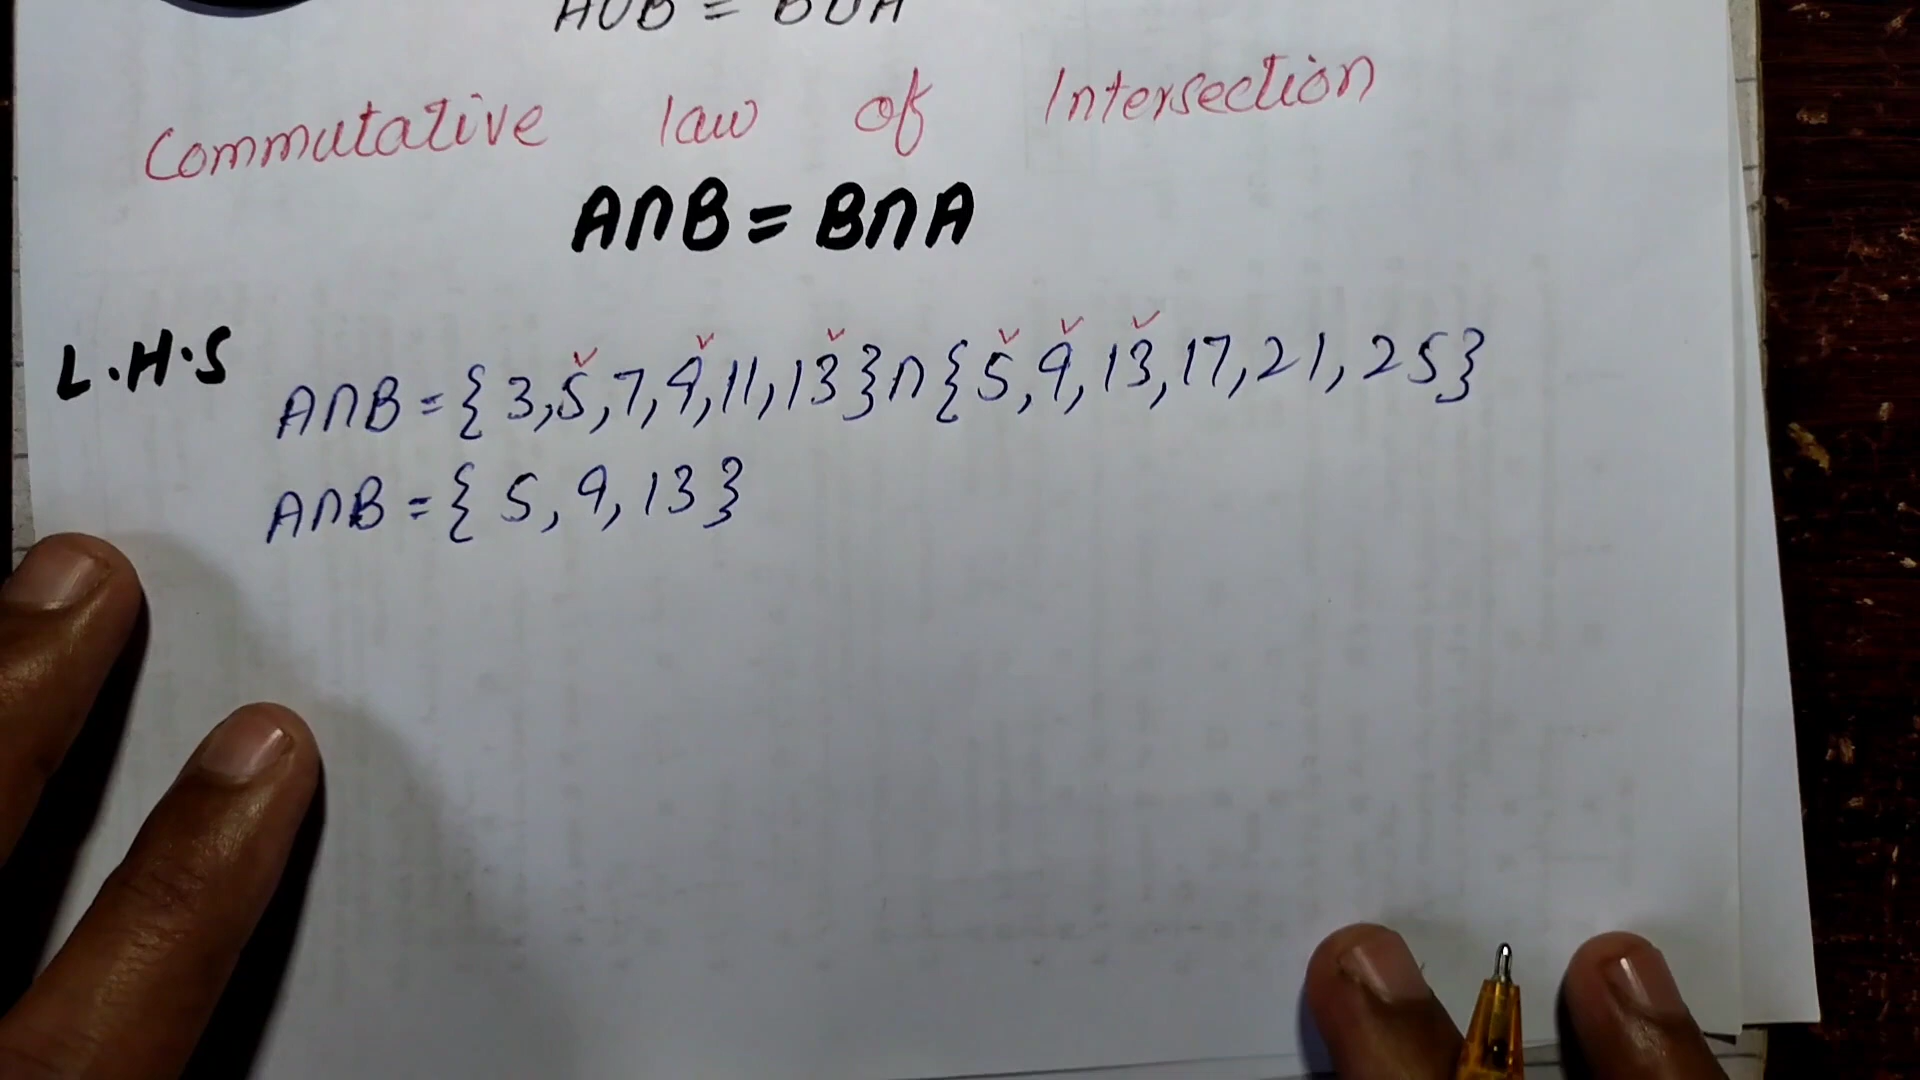 A∪B = B∪A
Commutative law of Intersection
A∩B = B∩A
L.H.S
A∩B = { 3, 5, 7, 9, 11, 13 } ∩ { 5, 9, 13, 17, 21, 25 }
A∩B = { 5, 9, 13 }